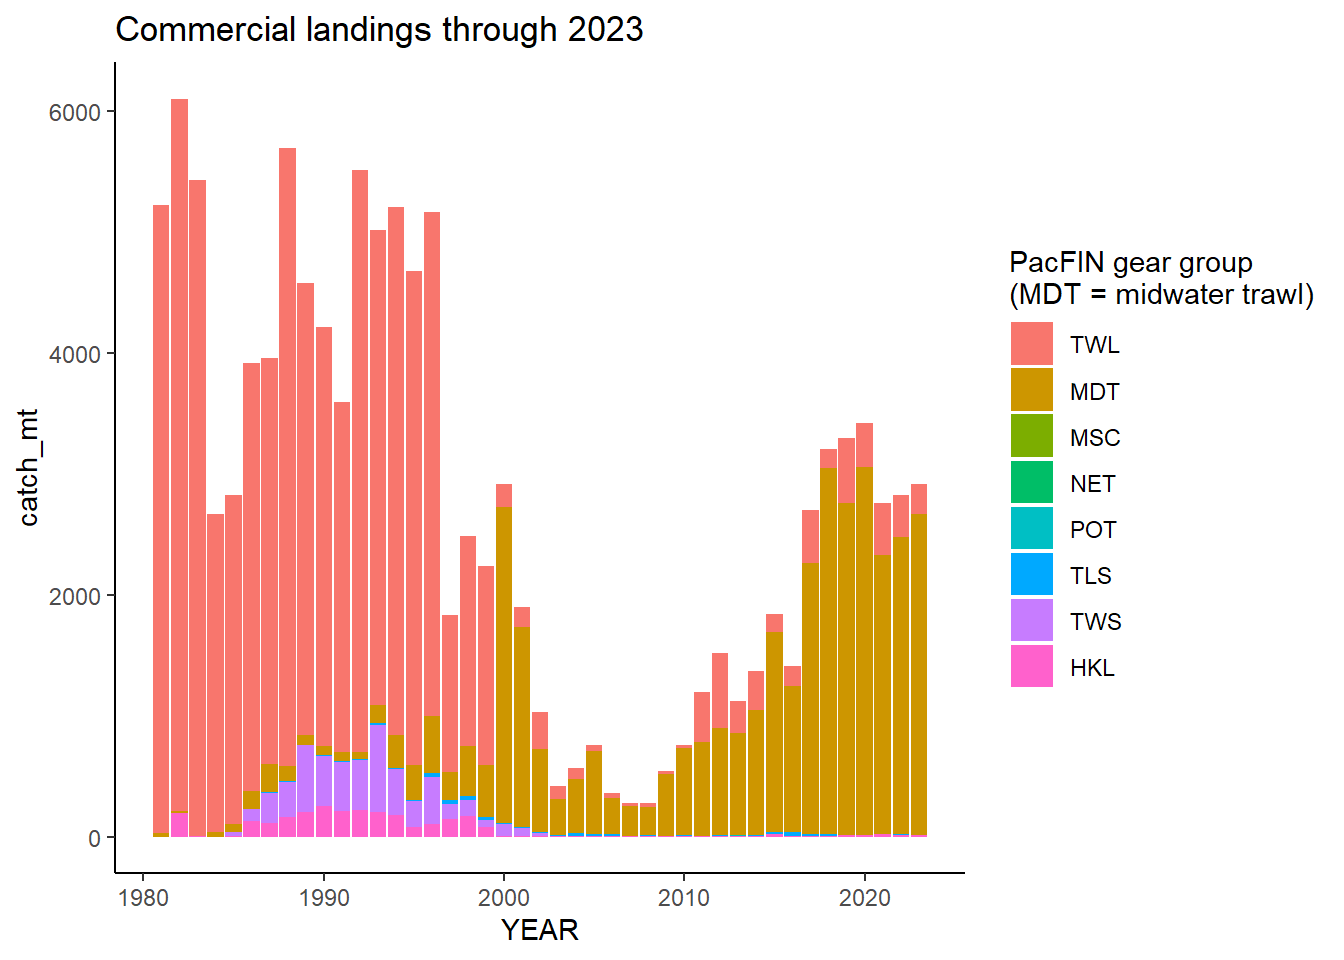 Commercial landings through 2023
6000
4000
2000
0
catch_mt
1980
1990
2000
2010
2020
YEAR
PacFIN gear group
(MDT = midwater trawl)
TWL
MDT
MSC
NET
POT
TLS
TWS
HKL